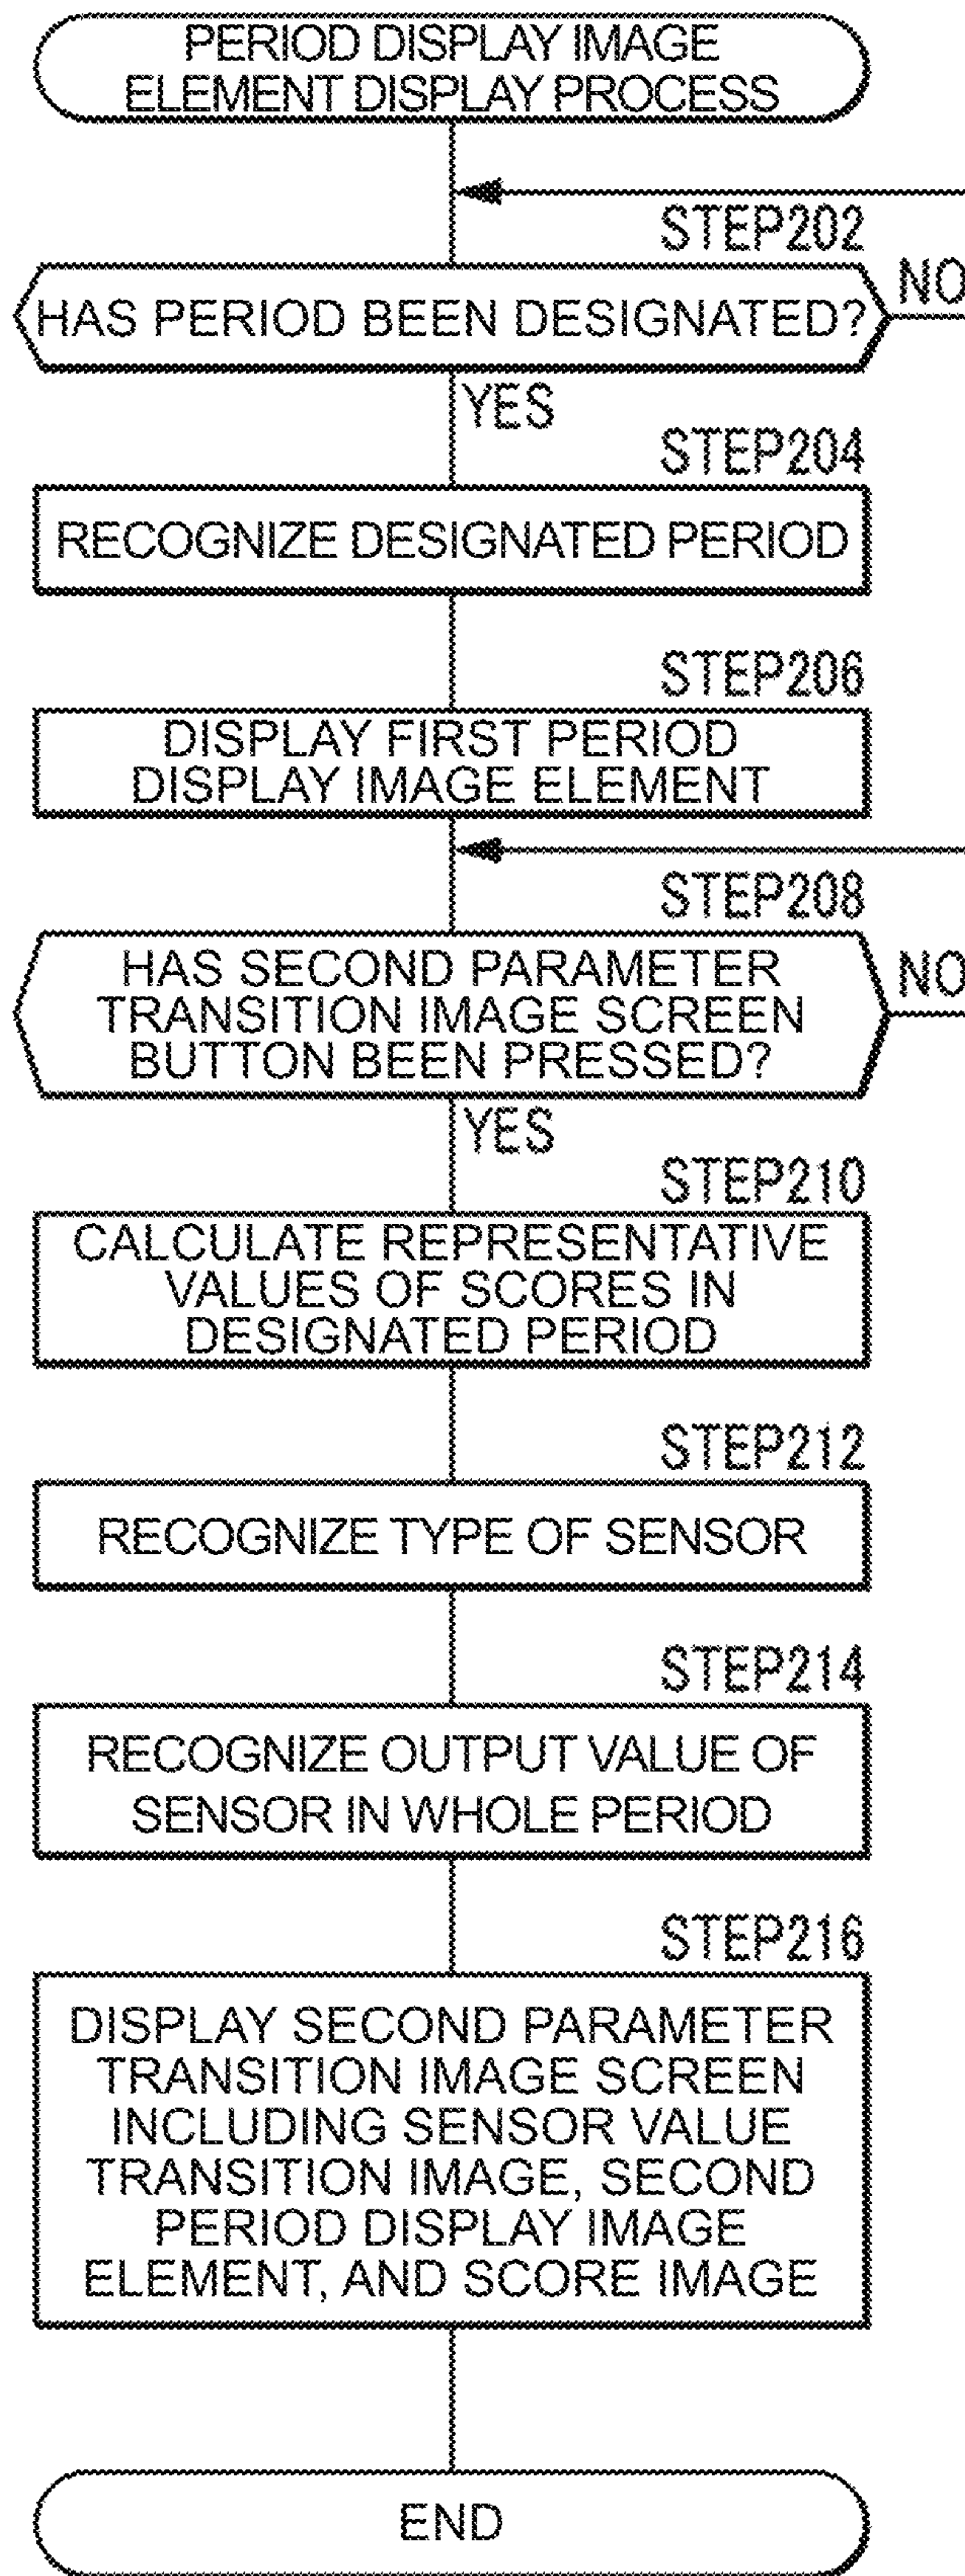 PERIOD DISPLAY IMAGE
ELEMENT DISPLAY PROCESS
STEP202
HAS PERIOD BEEN DESIGNATED?
NO
YES
STEP204
RECOGNIZE DESIGNATED PERIOD
STEP206
DISPLAY FIRST PERIOD
DISPLAY IMAGE ELEMENT
STEP208
HAS SECOND PARAMETER
TRANSITION IMAGE SCREEN
BUTTON BEEN PRESSED?
NO
YES
STEP210
CALCULATE REPRESENTATIVE
VALUES OF SCORES IN
DESIGNATED PERIOD
STEP212
RECOGNIZE TYPE OF SENSOR
STEP214
RECOGNIZE OUTPUT VALUE OF
SENSOR IN WHOLE PERIOD
STEP216
DISPLAY SECOND PARAMETER
TRANSITION IMAGE SCREEN
INCLUDING SENSOR VALUE
TRANSITION IMAGE, SECOND
PERIOD DISPLAY IMAGE
ELEMENT, AND SCORE IMAGE
END